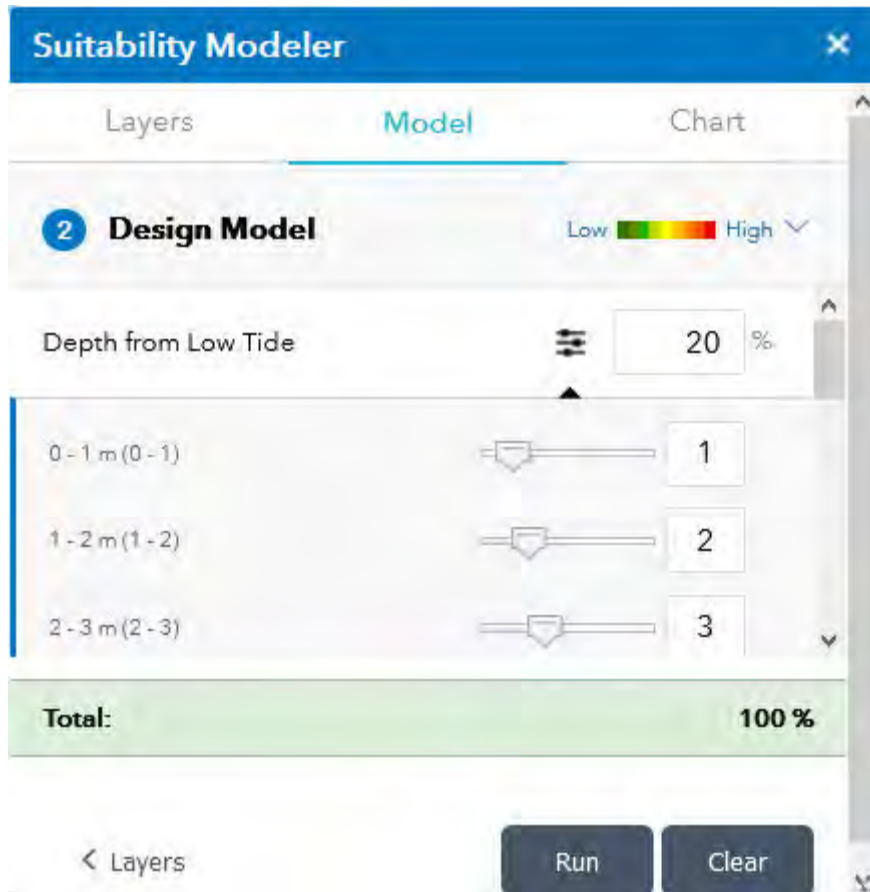 Suitability Modeler
Layers Model Chart
2 Design Model Low High
Depth from Low Tide 20 %
0 - 1 m (0 - 1) 1
1 - 2 m (1 - 2) 2
2 - 3 m (2 - 3) 3
Total: 100 %
< Layers Run Clear